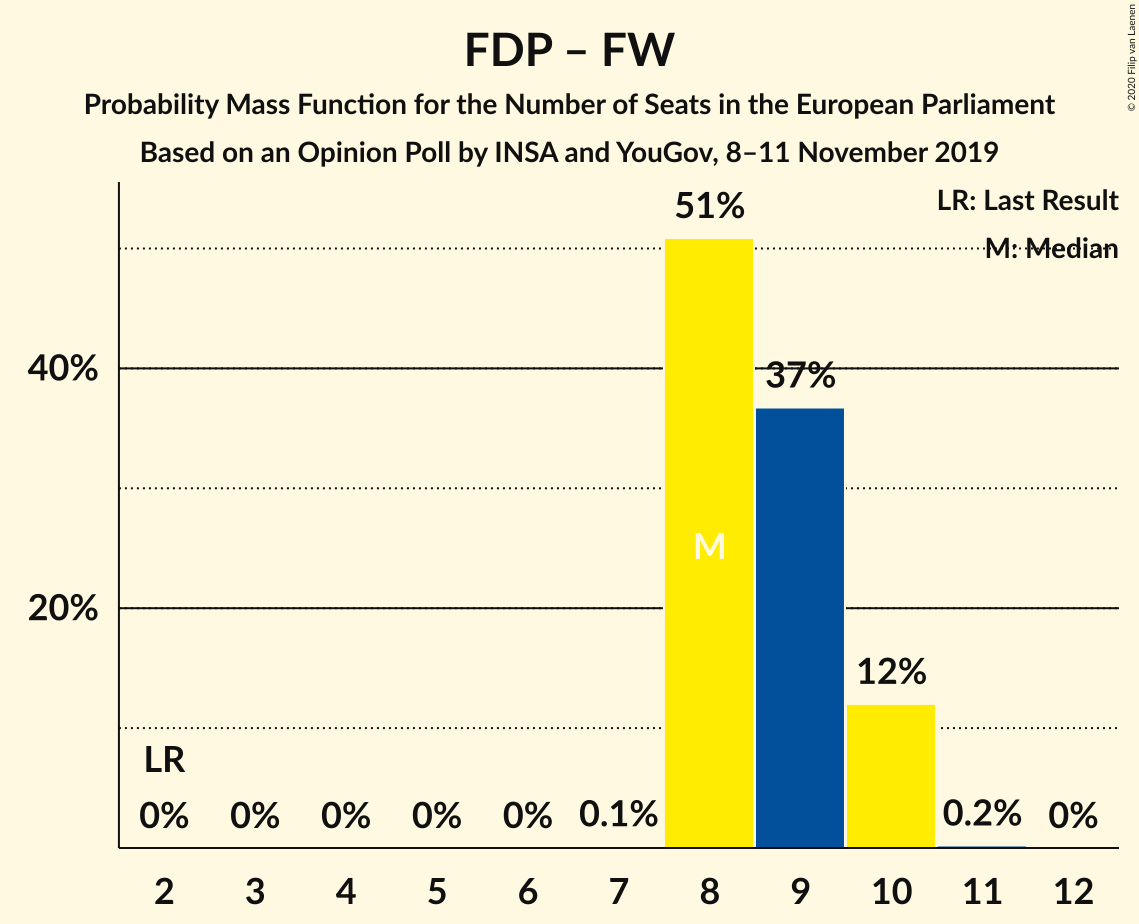 FDP – FW
Probability Mass Function for the Number of Seats in the European Parliament
Based on an Opinion Poll by INSA and YouGov, 8–11 November 2019
© 2020 Filip van Laenen
LR: Last Result
M: Median
51%
40%
37%
M
20%
12%
LR
0% 0% 0% 0% 0% 0.1% 0.2% 0%
2 3 4 5 6 7 8 9 10 11 12